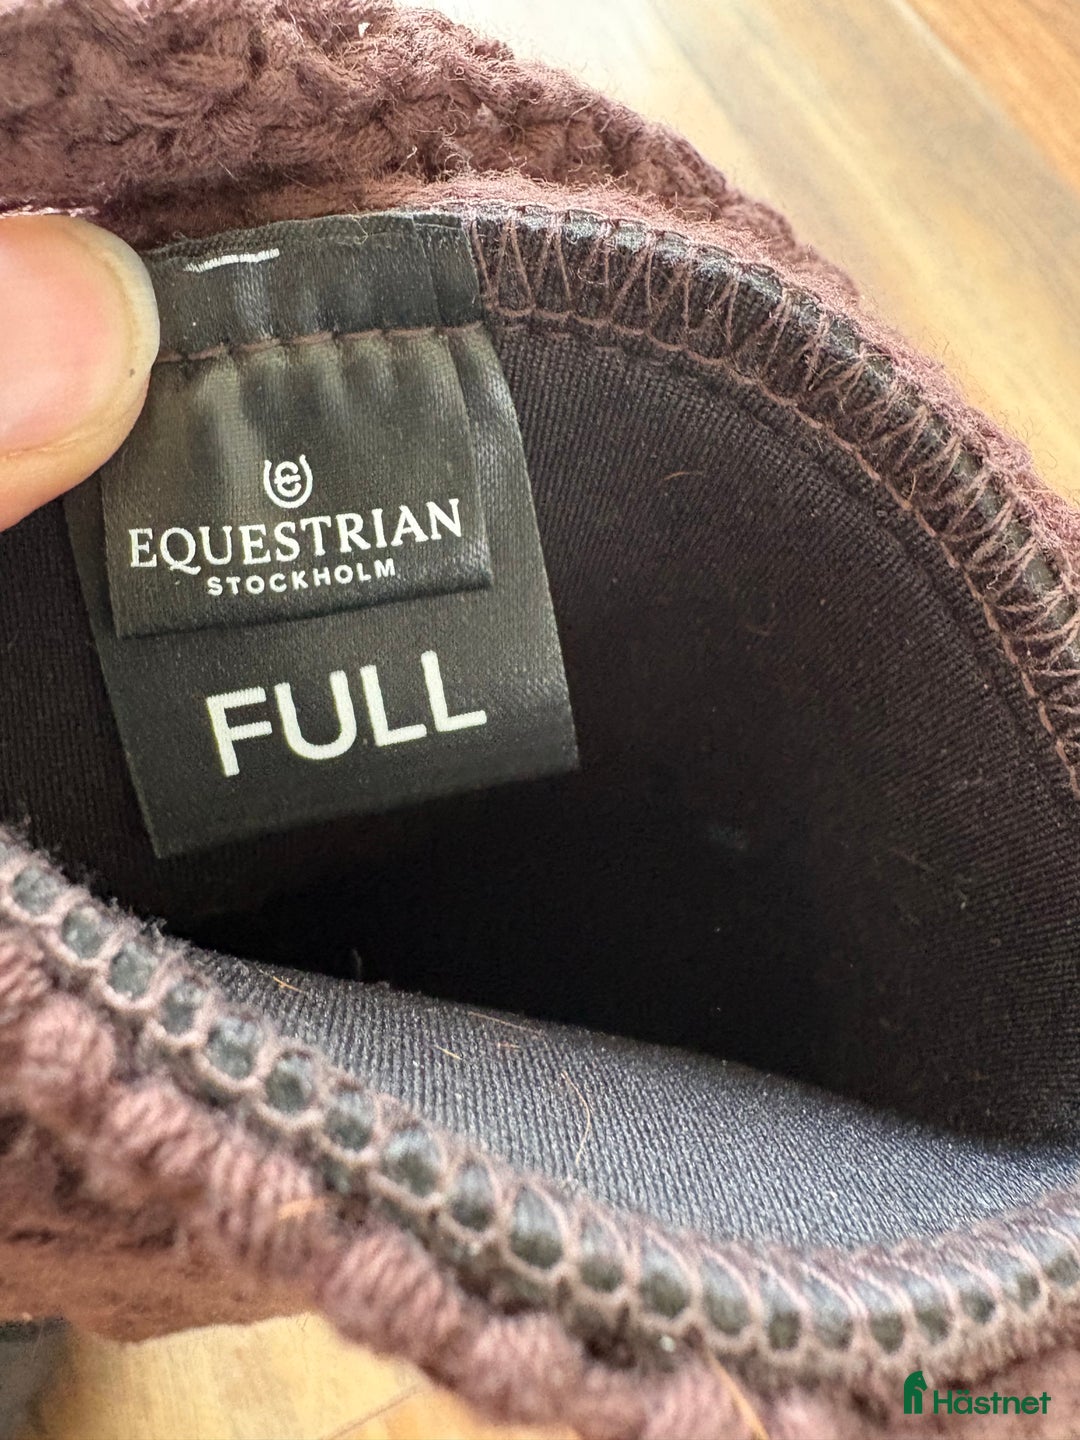 EQUESTRIAN
STOCKHOLM
FULL
Hästnet